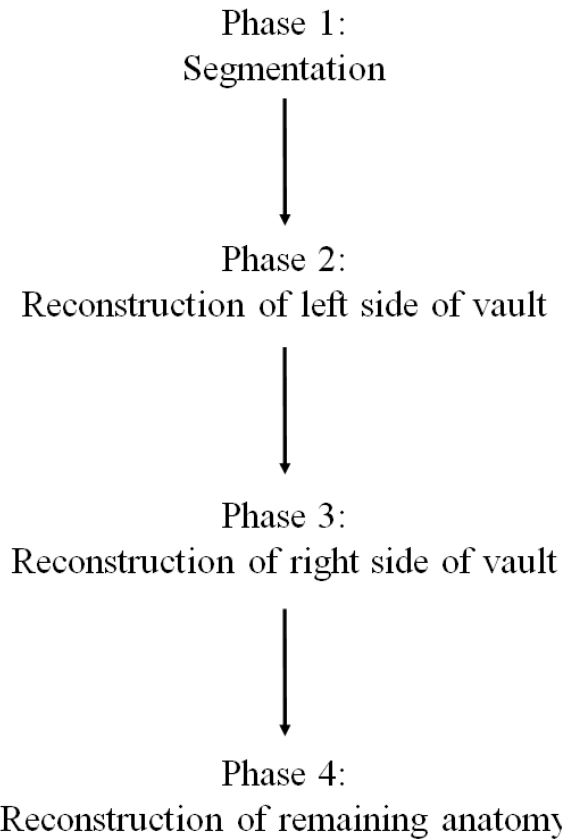 Phase 1:
Segmentation
Phase 2:
Reconstruction of left side of vault
Phase 3:
Reconstruction of right side of vault
Phase 4:
Reconstruction of remaining anatomy